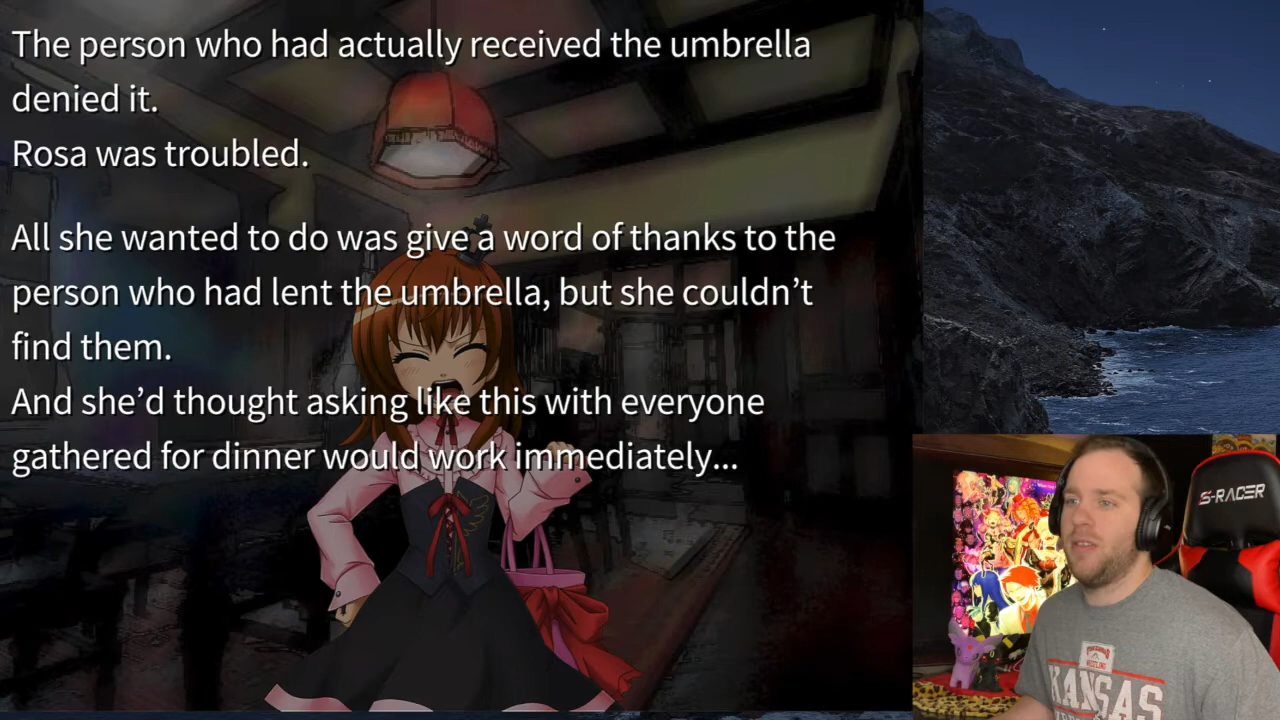 The person who had actually received the umbrella
denied it.
Rosa was troubled.
All she wanted to do was give a word of thanks to the
person who had lent the umbrella, but she couldn't
find them.
And she'd thought asking like this with everyone
gathered for dinner would work immediately...
S-RACER
KANSAS